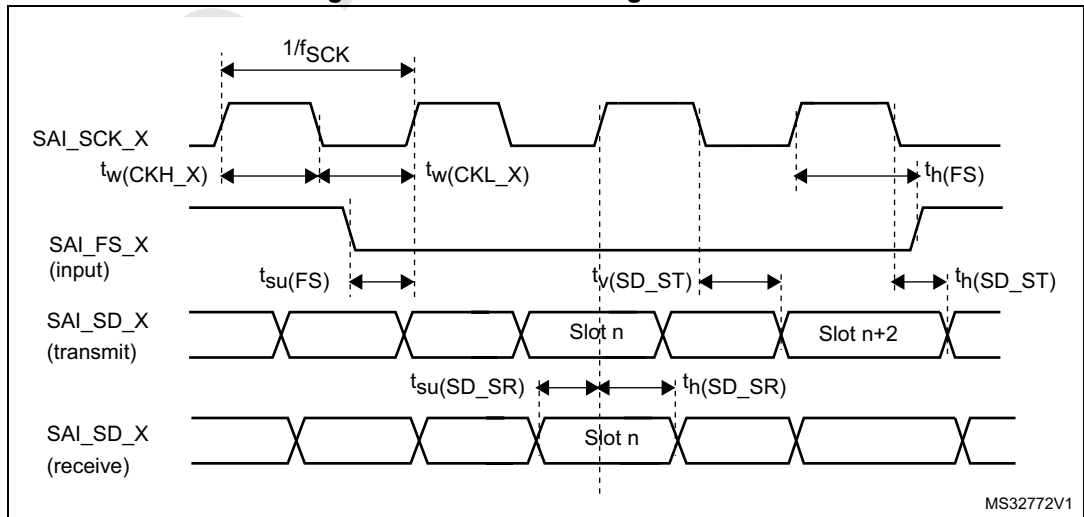 1/fSCK
SAI_SCK_X
tw(CKH_X)
tw(CKL_X)
th(FS)
SAI_FS_X
(input)
tsu(FS)
tv(SD_ST)
th(SD_ST)
SAI_SD_X
(transmit)
Slot n
Slot n+2
tsu(SD_SR)
th(SD_SR)
SAI_SD_X
(receive)
Slot n
MS32772V1